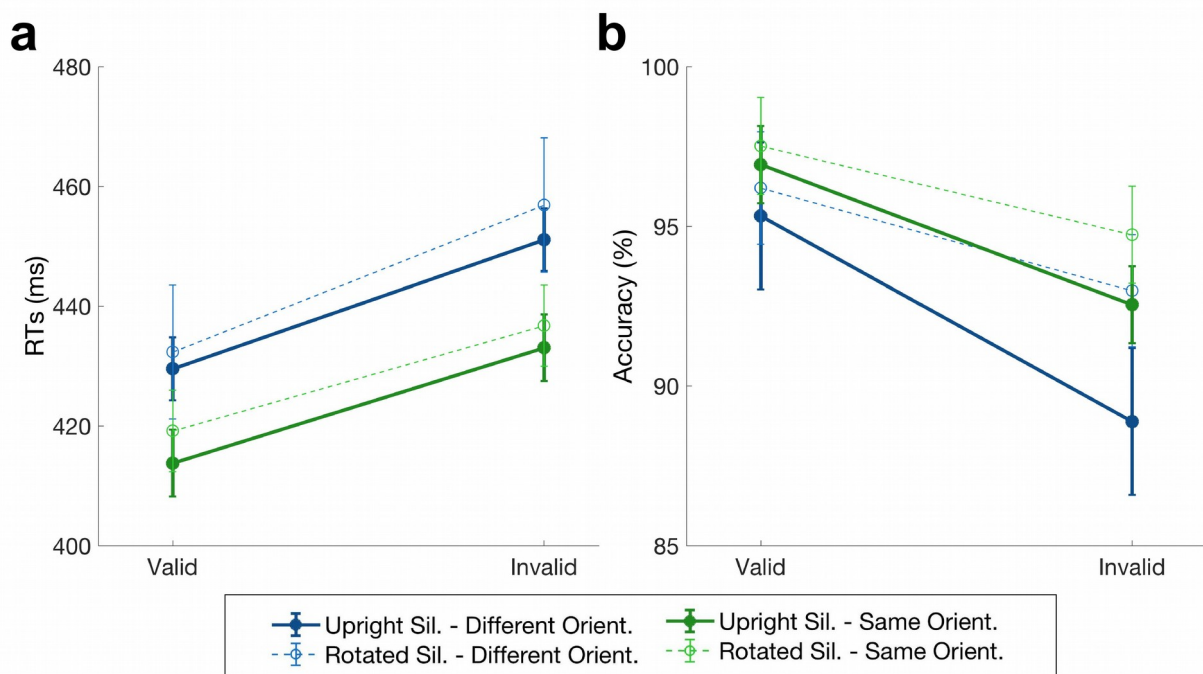 a
480
460
440
420
400
RTs (ms)
Valid
Invalid
b
100
95
90
85
Accuracy (%)
Valid
Invalid
Upright Sil. - Different Orient.
Rotated Sil. - Different Orient.
Upright Sil. - Same Orient.
Rotated Sil. - Same Orient.